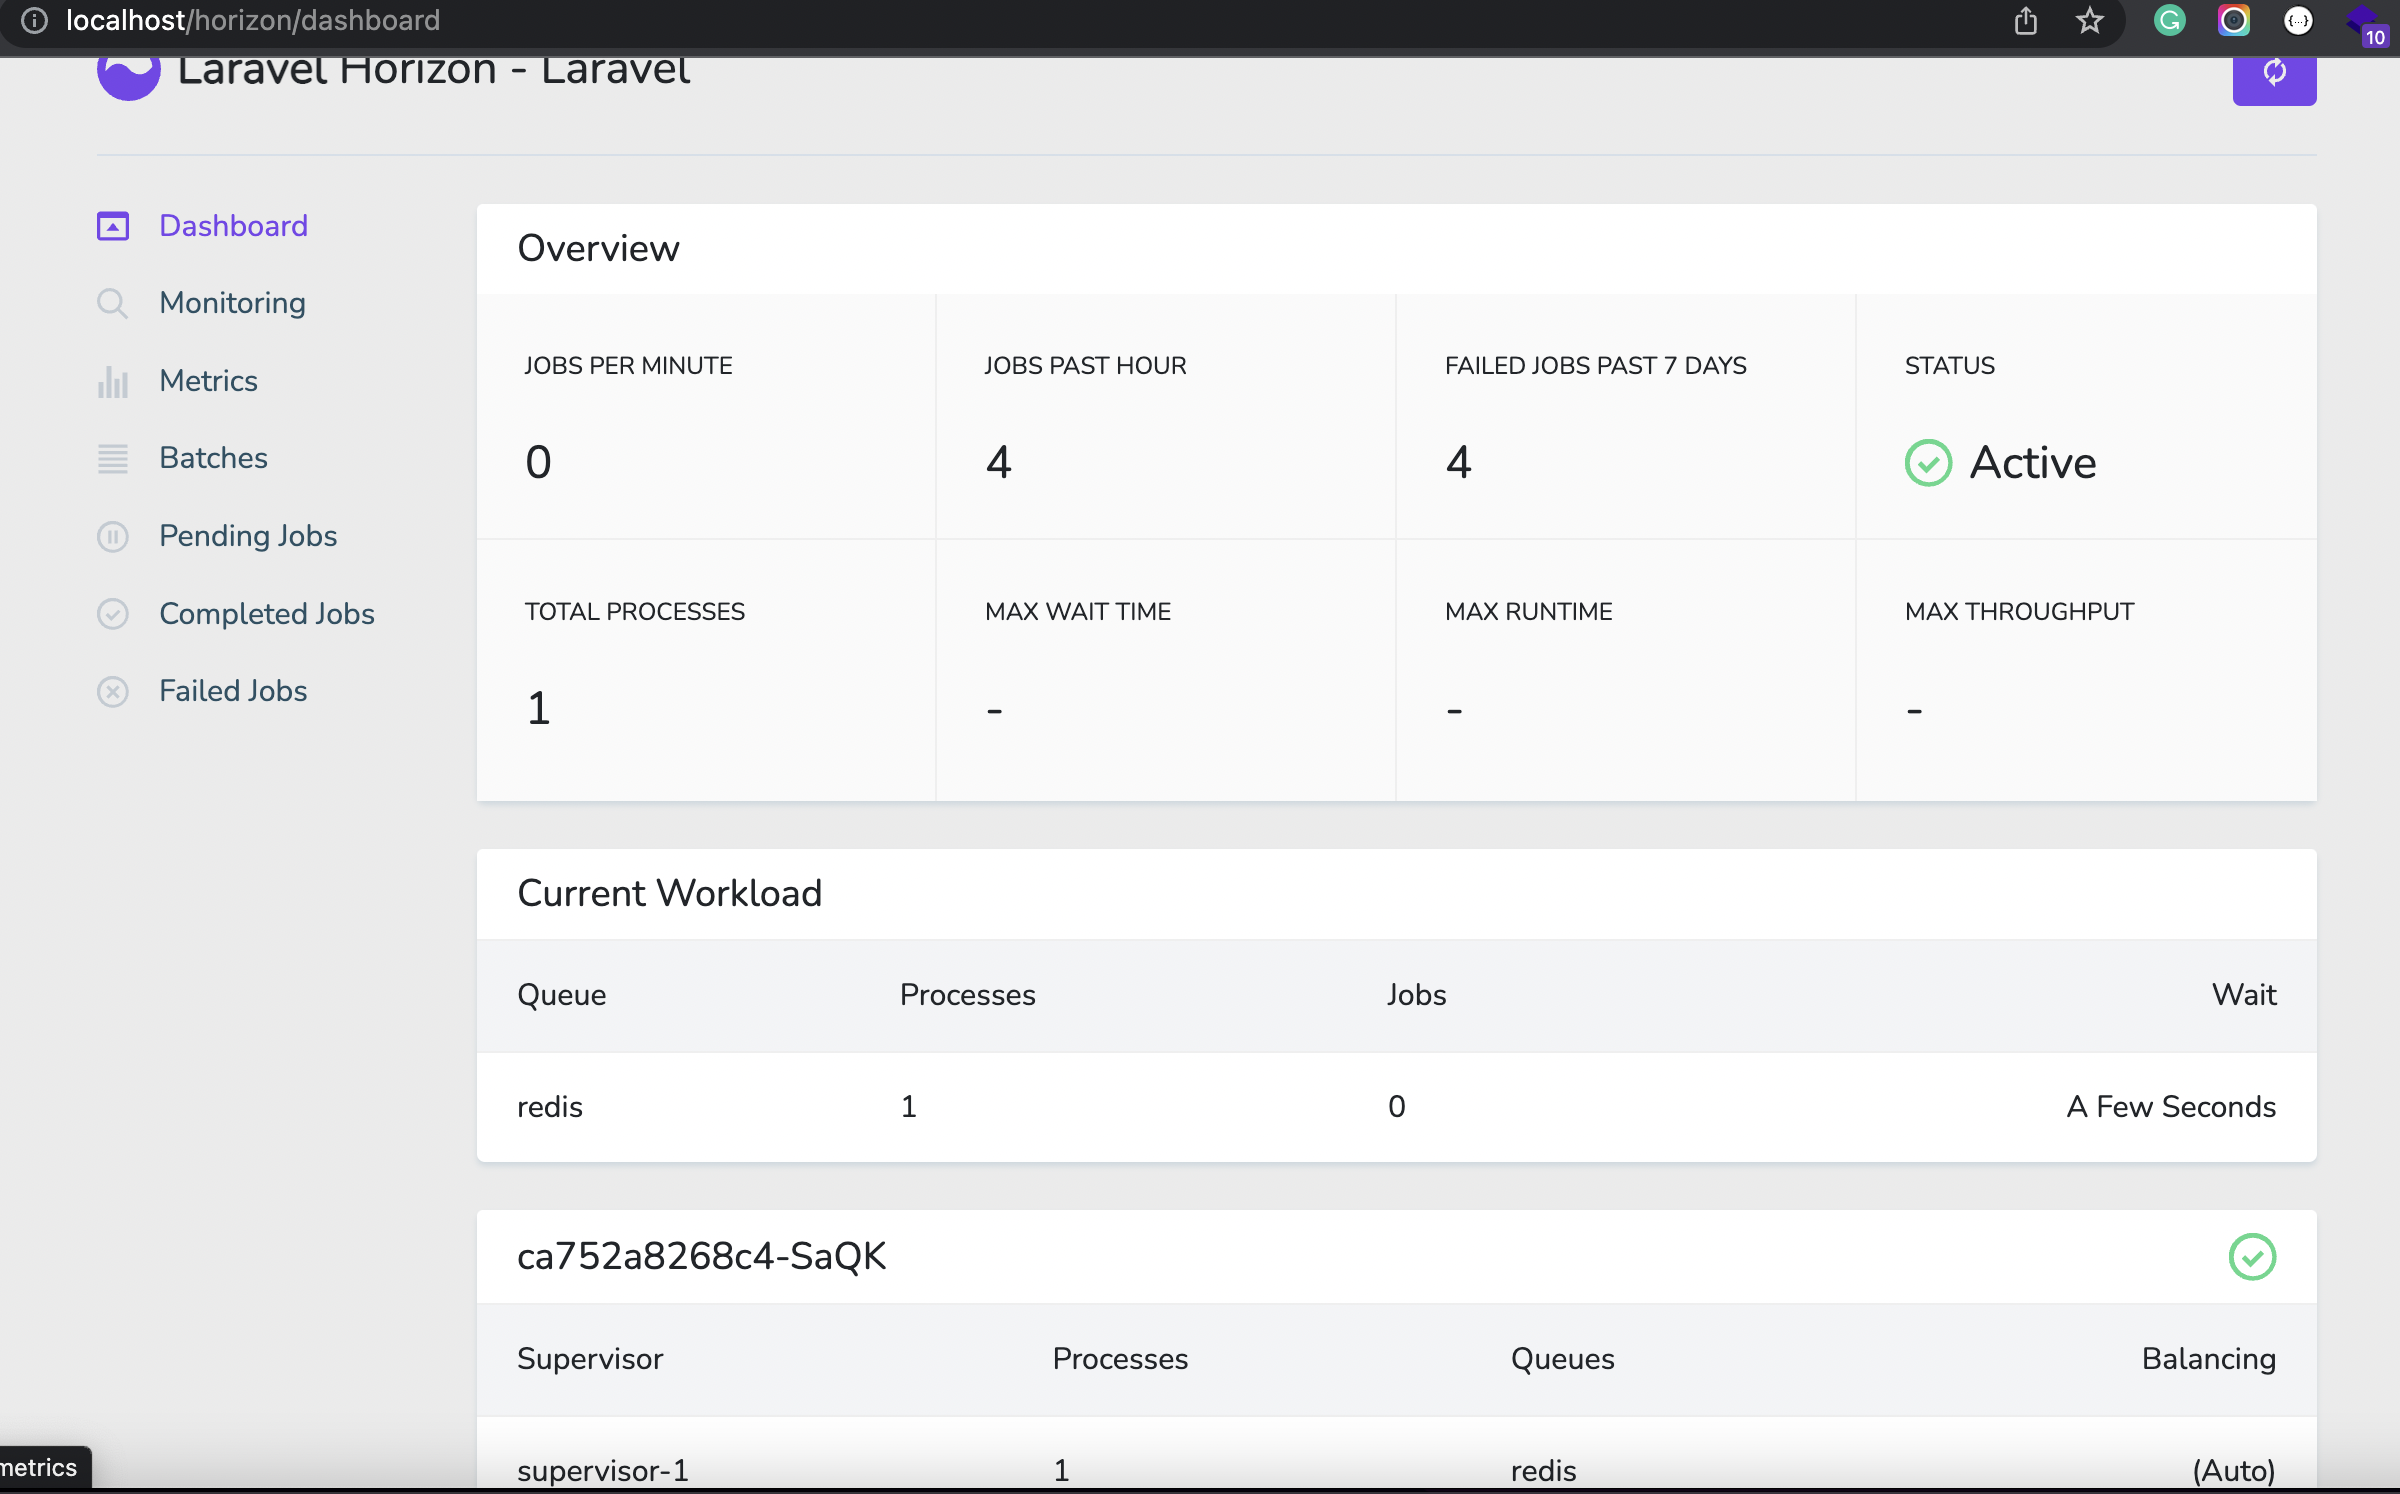 localhost/horizon/dashboard
10
Laravel Horizon - Laravel
Dashboard
Monitoring
Metrics
Batches
Pending Jobs
Completed Jobs
Failed Jobs
Overview
JOBS PER MINUTE
0
JOBS PAST HOUR
4
FAILED JOBS PAST 7 DAYS
4
STATUS
Active
TOTAL PROCESSES
1
MAX WAIT TIME
-
MAX RUNTIME
-
MAX THROUGHPUT
-
Current Workload
Queue Processes Jobs Wait
redis 1 0 A Few Seconds
ca752a8268c4-SaQK
Supervisor Processes Queues Balancing
supervisor-1 1 redis (Auto)
metrics